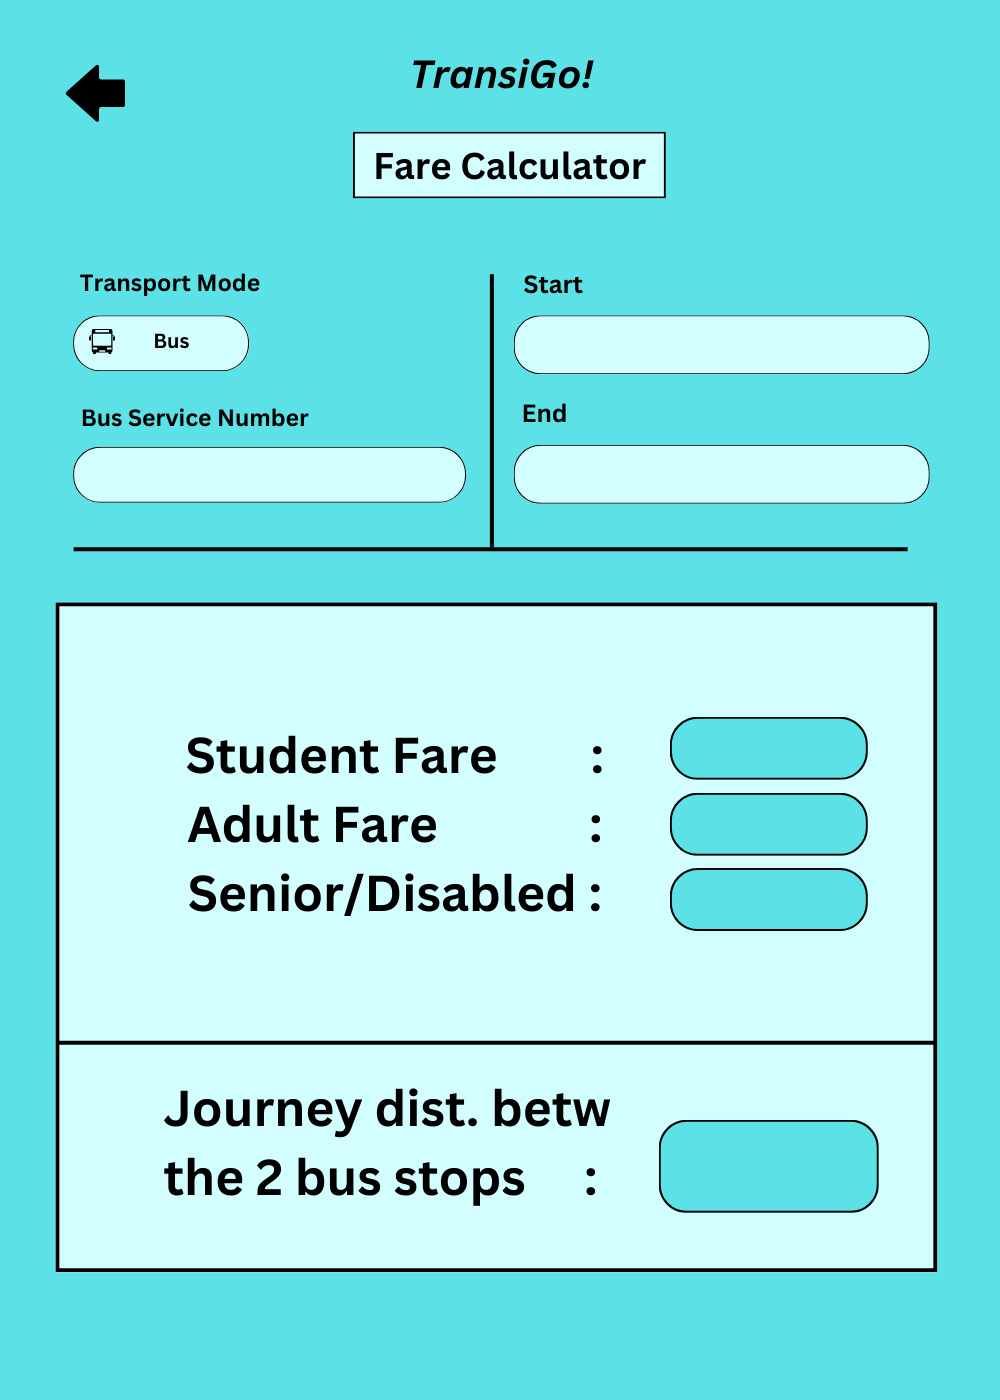 TransiGo!
Fare Calculator
Transport Mode
Bus
Bus Service Number
Start
End
Student Fare :
Adult Fare :
Senior/Disabled :
Journey dist. betw
the 2 bus stops :